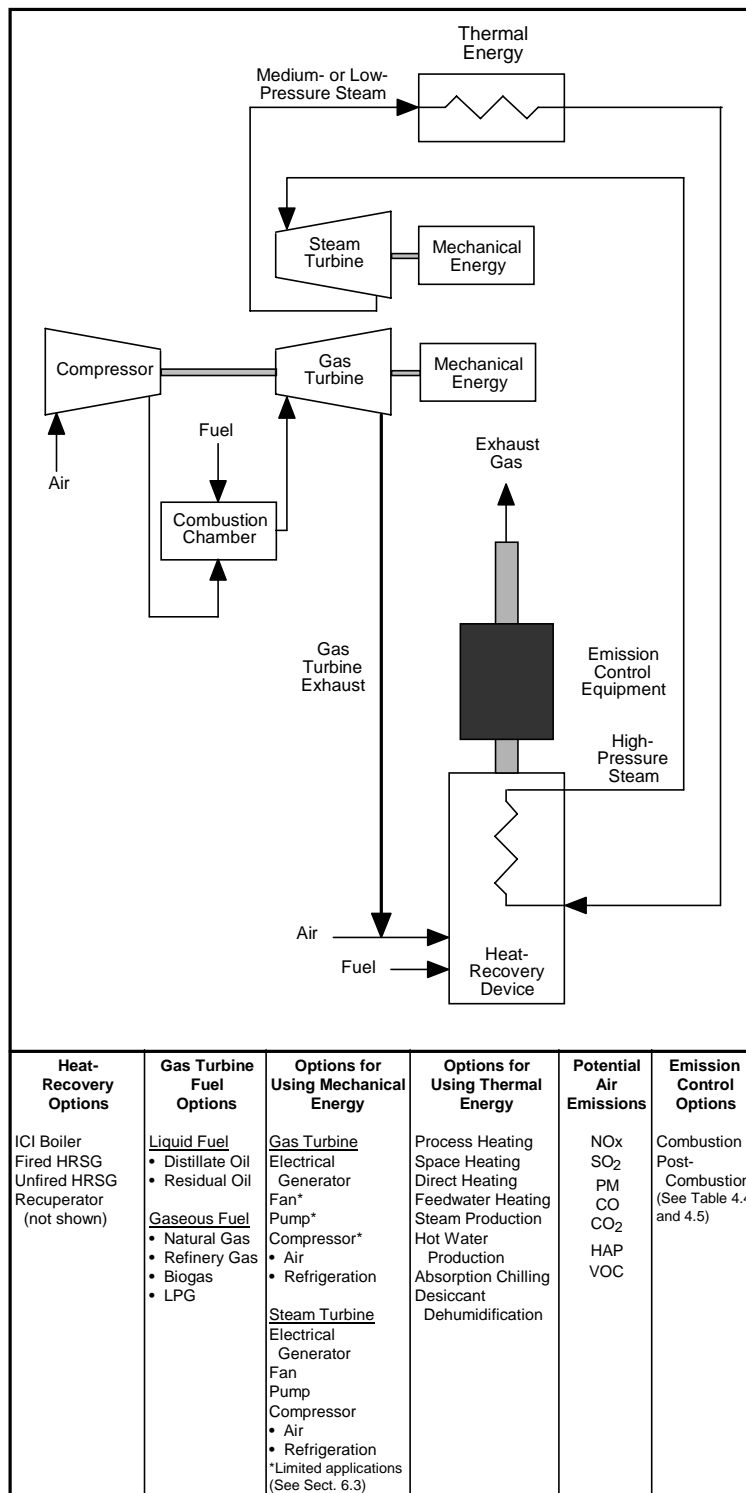 Thermal
Energy
Medium- or Low-
Pressure Steam
Steam
Turbine
Mechanical
Energy
Compressor
Gas
Turbine
Mechanical
Energy
Fuel
Air
Combustion
Chamber
Exhaust
Gas
Gas
Turbine
Exhaust
Emission
Control
Equipment
High-
Pressure
Steam
Air
Fuel
Heat-
Recovery
Device
Heat-
Recovery
Options
ICI Boiler
Fired HRSG
Unfired HRSG
Recuperator
(not shown)
Gas Turbine
Fuel
Options
Liquid Fuel
• Distillate Oil
• Residual Oil
Gaseous Fuel
• Natural Gas
• Refinery Gas
• Biogas
• LPG
Options for
Using Mechanical
Energy
Gas Turbine
Electrical
Generator
Fan*
Pump*
Compressor*
• Air
• Refrigeration
Steam Turbine
Electrical
Generator
Fan
Pump
Compressor
• Air
• Refrigeration
*Limited applications
(See Sect. 6.3)
Options for
Using Thermal
Energy
Process Heating
Space Heating
Direct Heating
Feedwater Heating
Steam Production
Hot Water
Production
Absorption Chilling
Desiccant
Dehumidification
Potential
Air
Emissions
NOx
SO2
PM
CO
CO2
HAP
VOC
Emission
Control
Options
Combustion
Post-
Combustion
(See Table 4.4
and 4.5)